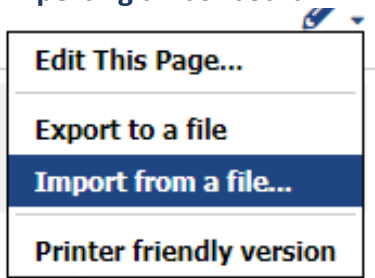 Edit This Page...
Export to a file
Import from a file...
Printer friendly version